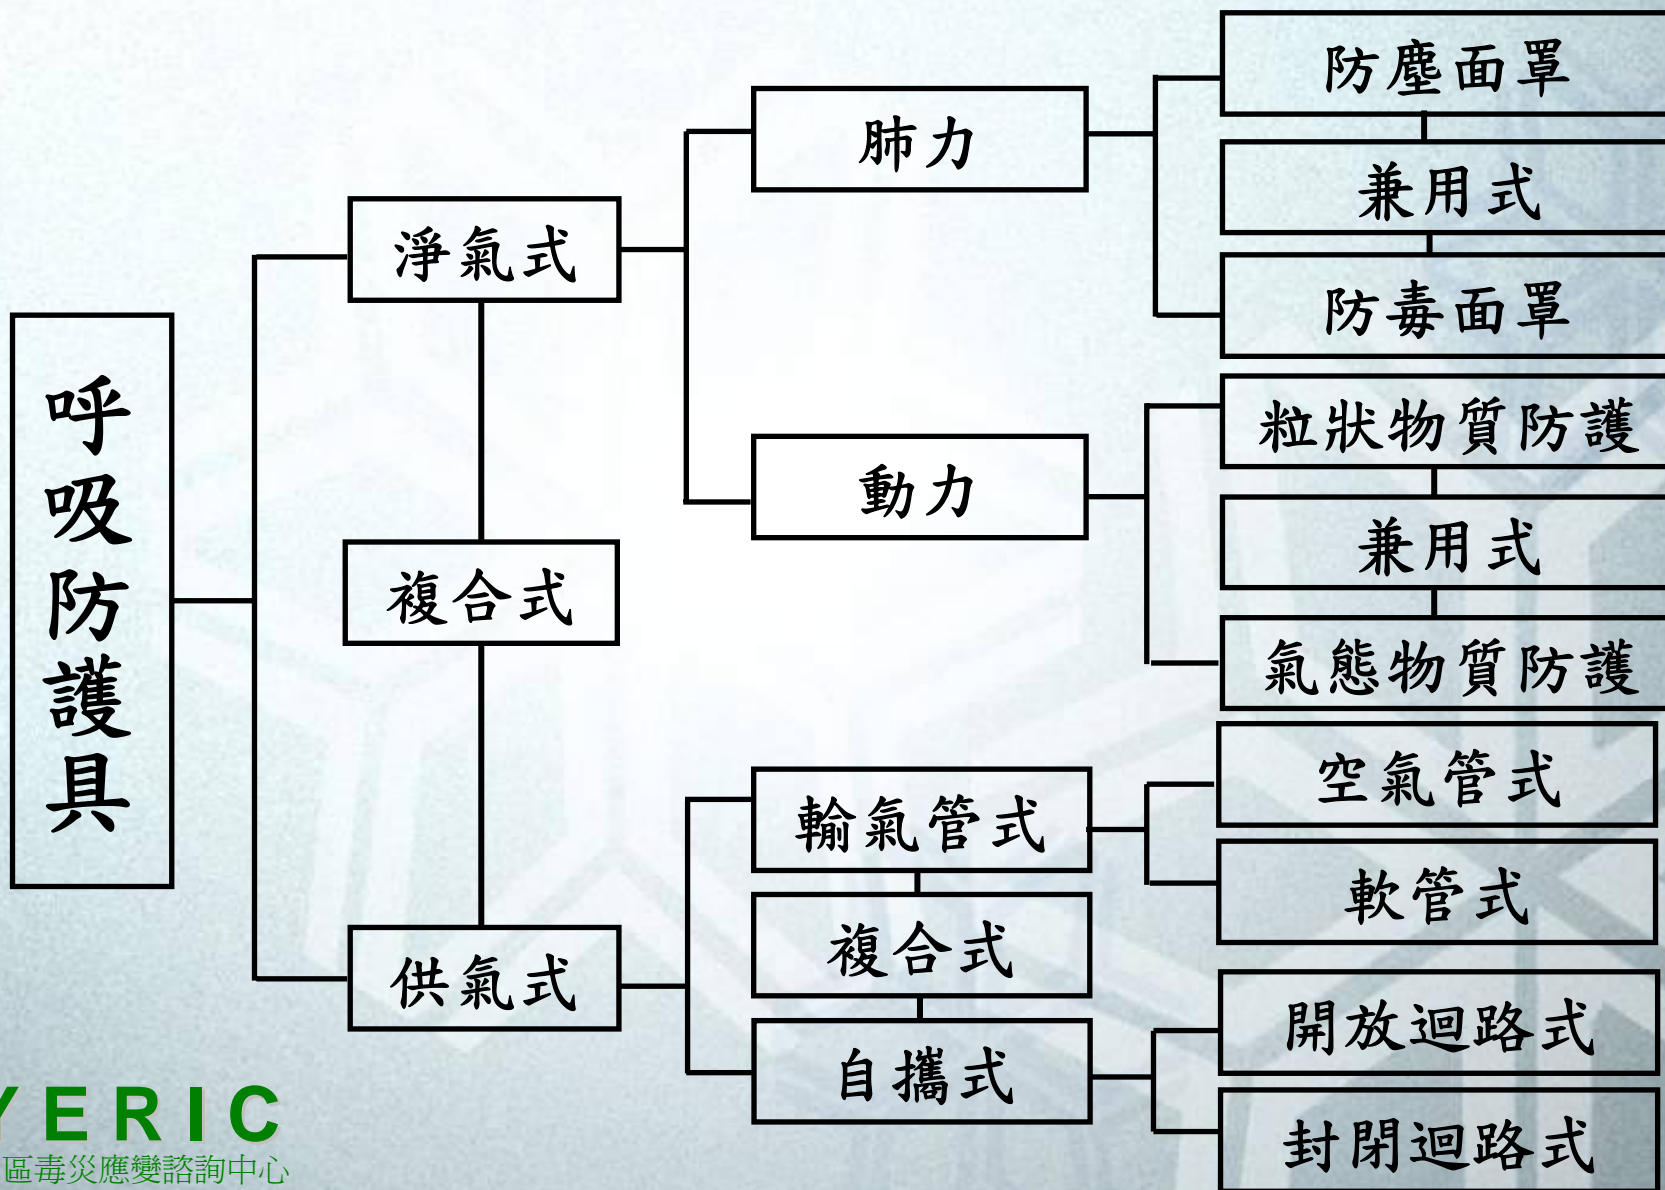 呼吸防護具
淨氣式
複合式
供氣式
肺力
動力
輸氣管式
複合式
自攜式
防塵面罩
兼用式
防毒面罩
粒狀物質防護
兼用式
氣態物質防護
空氣管式
軟管式
開放迴路式
封閉迴路式
YERIC
區毒災應變諮詢中心